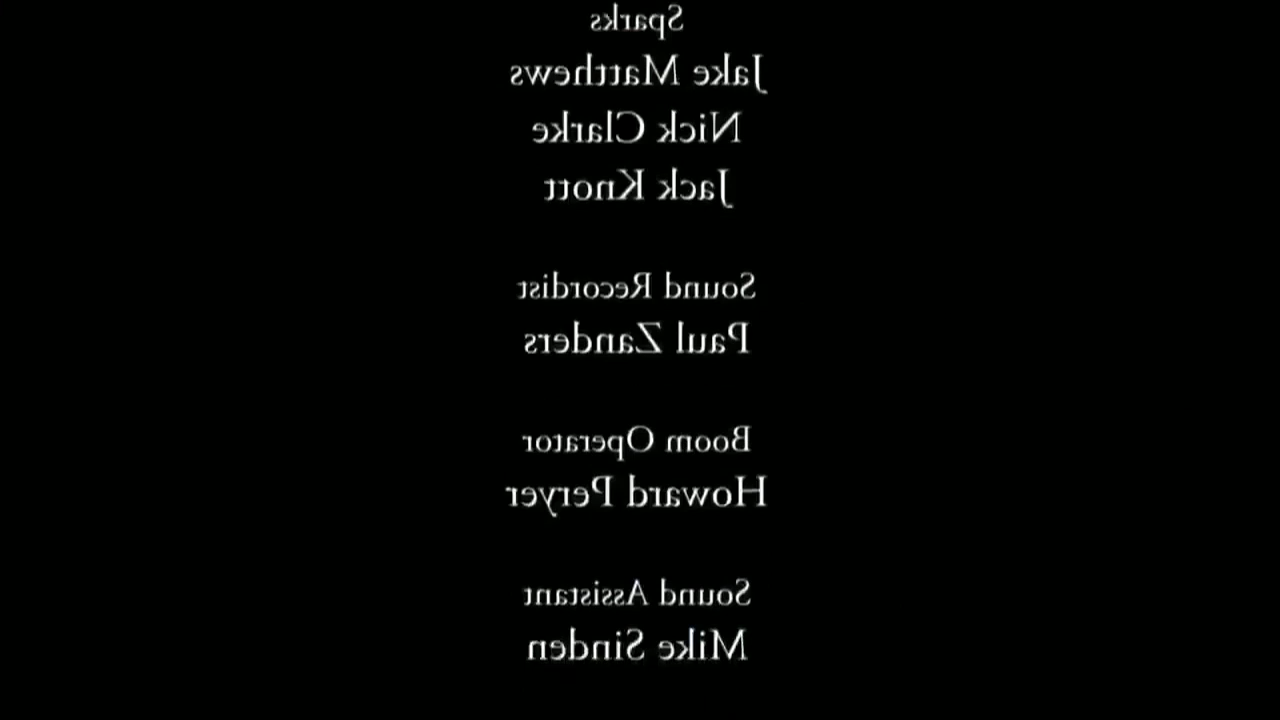 Sparks
Jake Matthews
Nick Clarke
Jack Knott
Sound Recordist
Paul Zanders
Boom Operator
Howard Peryer
Sound Assistant
Mike Sinden